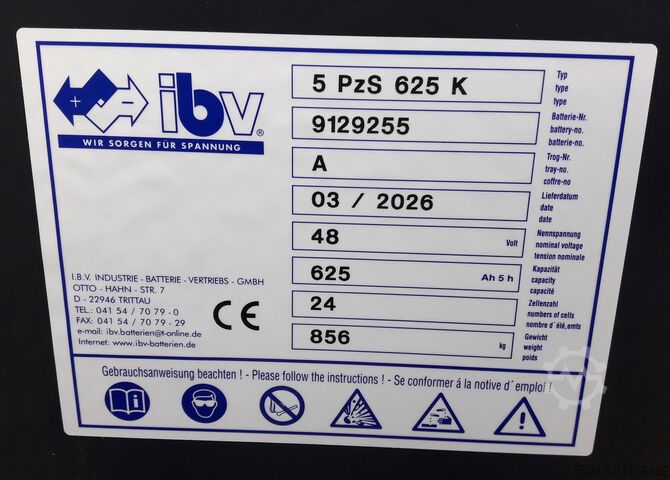 ibv®
WIR SORGEN FÜR SPANNUNG
I.B.V. INDUSTRIE - BATTERIE - VERTRIEBS - GMBH
OTTO - HAHN - STR. 7
D - 22946 TRITTAU
TEL.: 041 54 / 70 79 - 0
FAX: 041 54 / 70 79 - 29
e-mail: ibv.batterien@t-online.de
Internet: www.ibv-batterien.de
CE
5 PzS 625 K
Typ
type
type
9129255
Batterie-Nr.
battery-no.
batterie-no.
A
Trog-Nr.
tray-no.
coffre-no
03 / 2026
Lieferdatum
date
date
48 Volt
Nennspannung
nominal voltage
tension nominale
625 Ah 5 h
Kapazität
capacity
capacité
24
Zellenzahl
numbers of cells
nombre d´élém,ts
856 kg
Gewicht
weight
poids
Gebrauchsanweisung beachten ! - Please follow the instructions ! - Se conformer á la notive d´emploi !